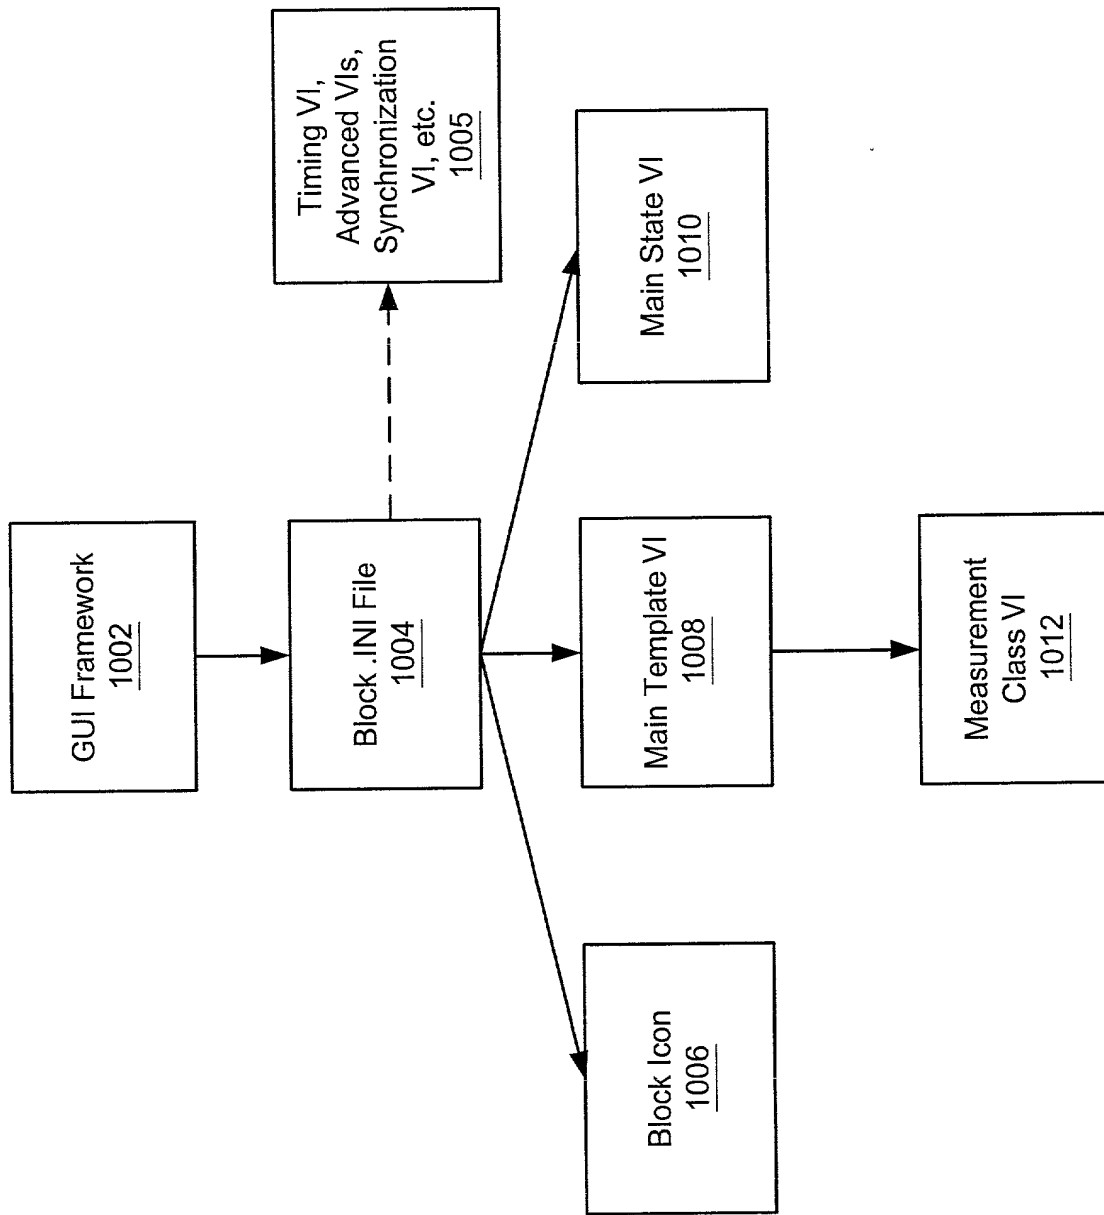 GUI Framework
1002
Block .INI File
1004
Timing VI,
Advanced VIs,
Synchronization
VI, etc.
1005
Block Icon
1006
Main Template VI
1008
Main State VI
1010
Measurement
Class VI
1012